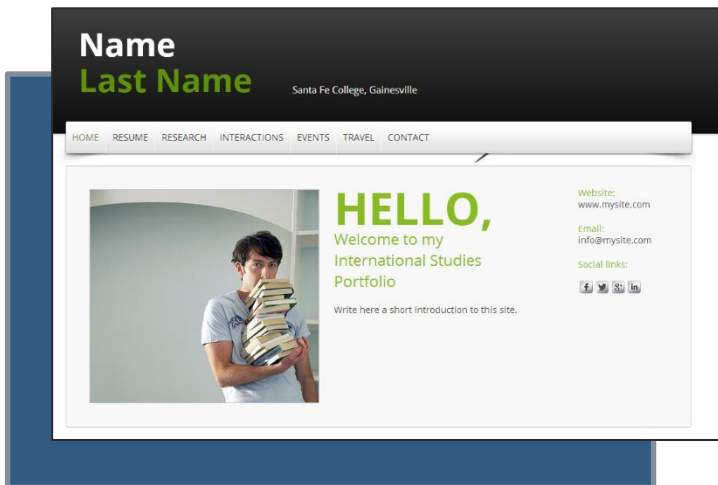 Name
Last Name
Santa Fe College, Gainesville
HOME RESUME RESEARCH INTERACTIONS EVENTS TRAVEL CONTACT
HELLO,
Welcome to my
International Studies
Portfolio
Write here a short introduction to this site.
Website:
www.mysite.com
Email:
info@mysite.com
Social links:
f
g+
in